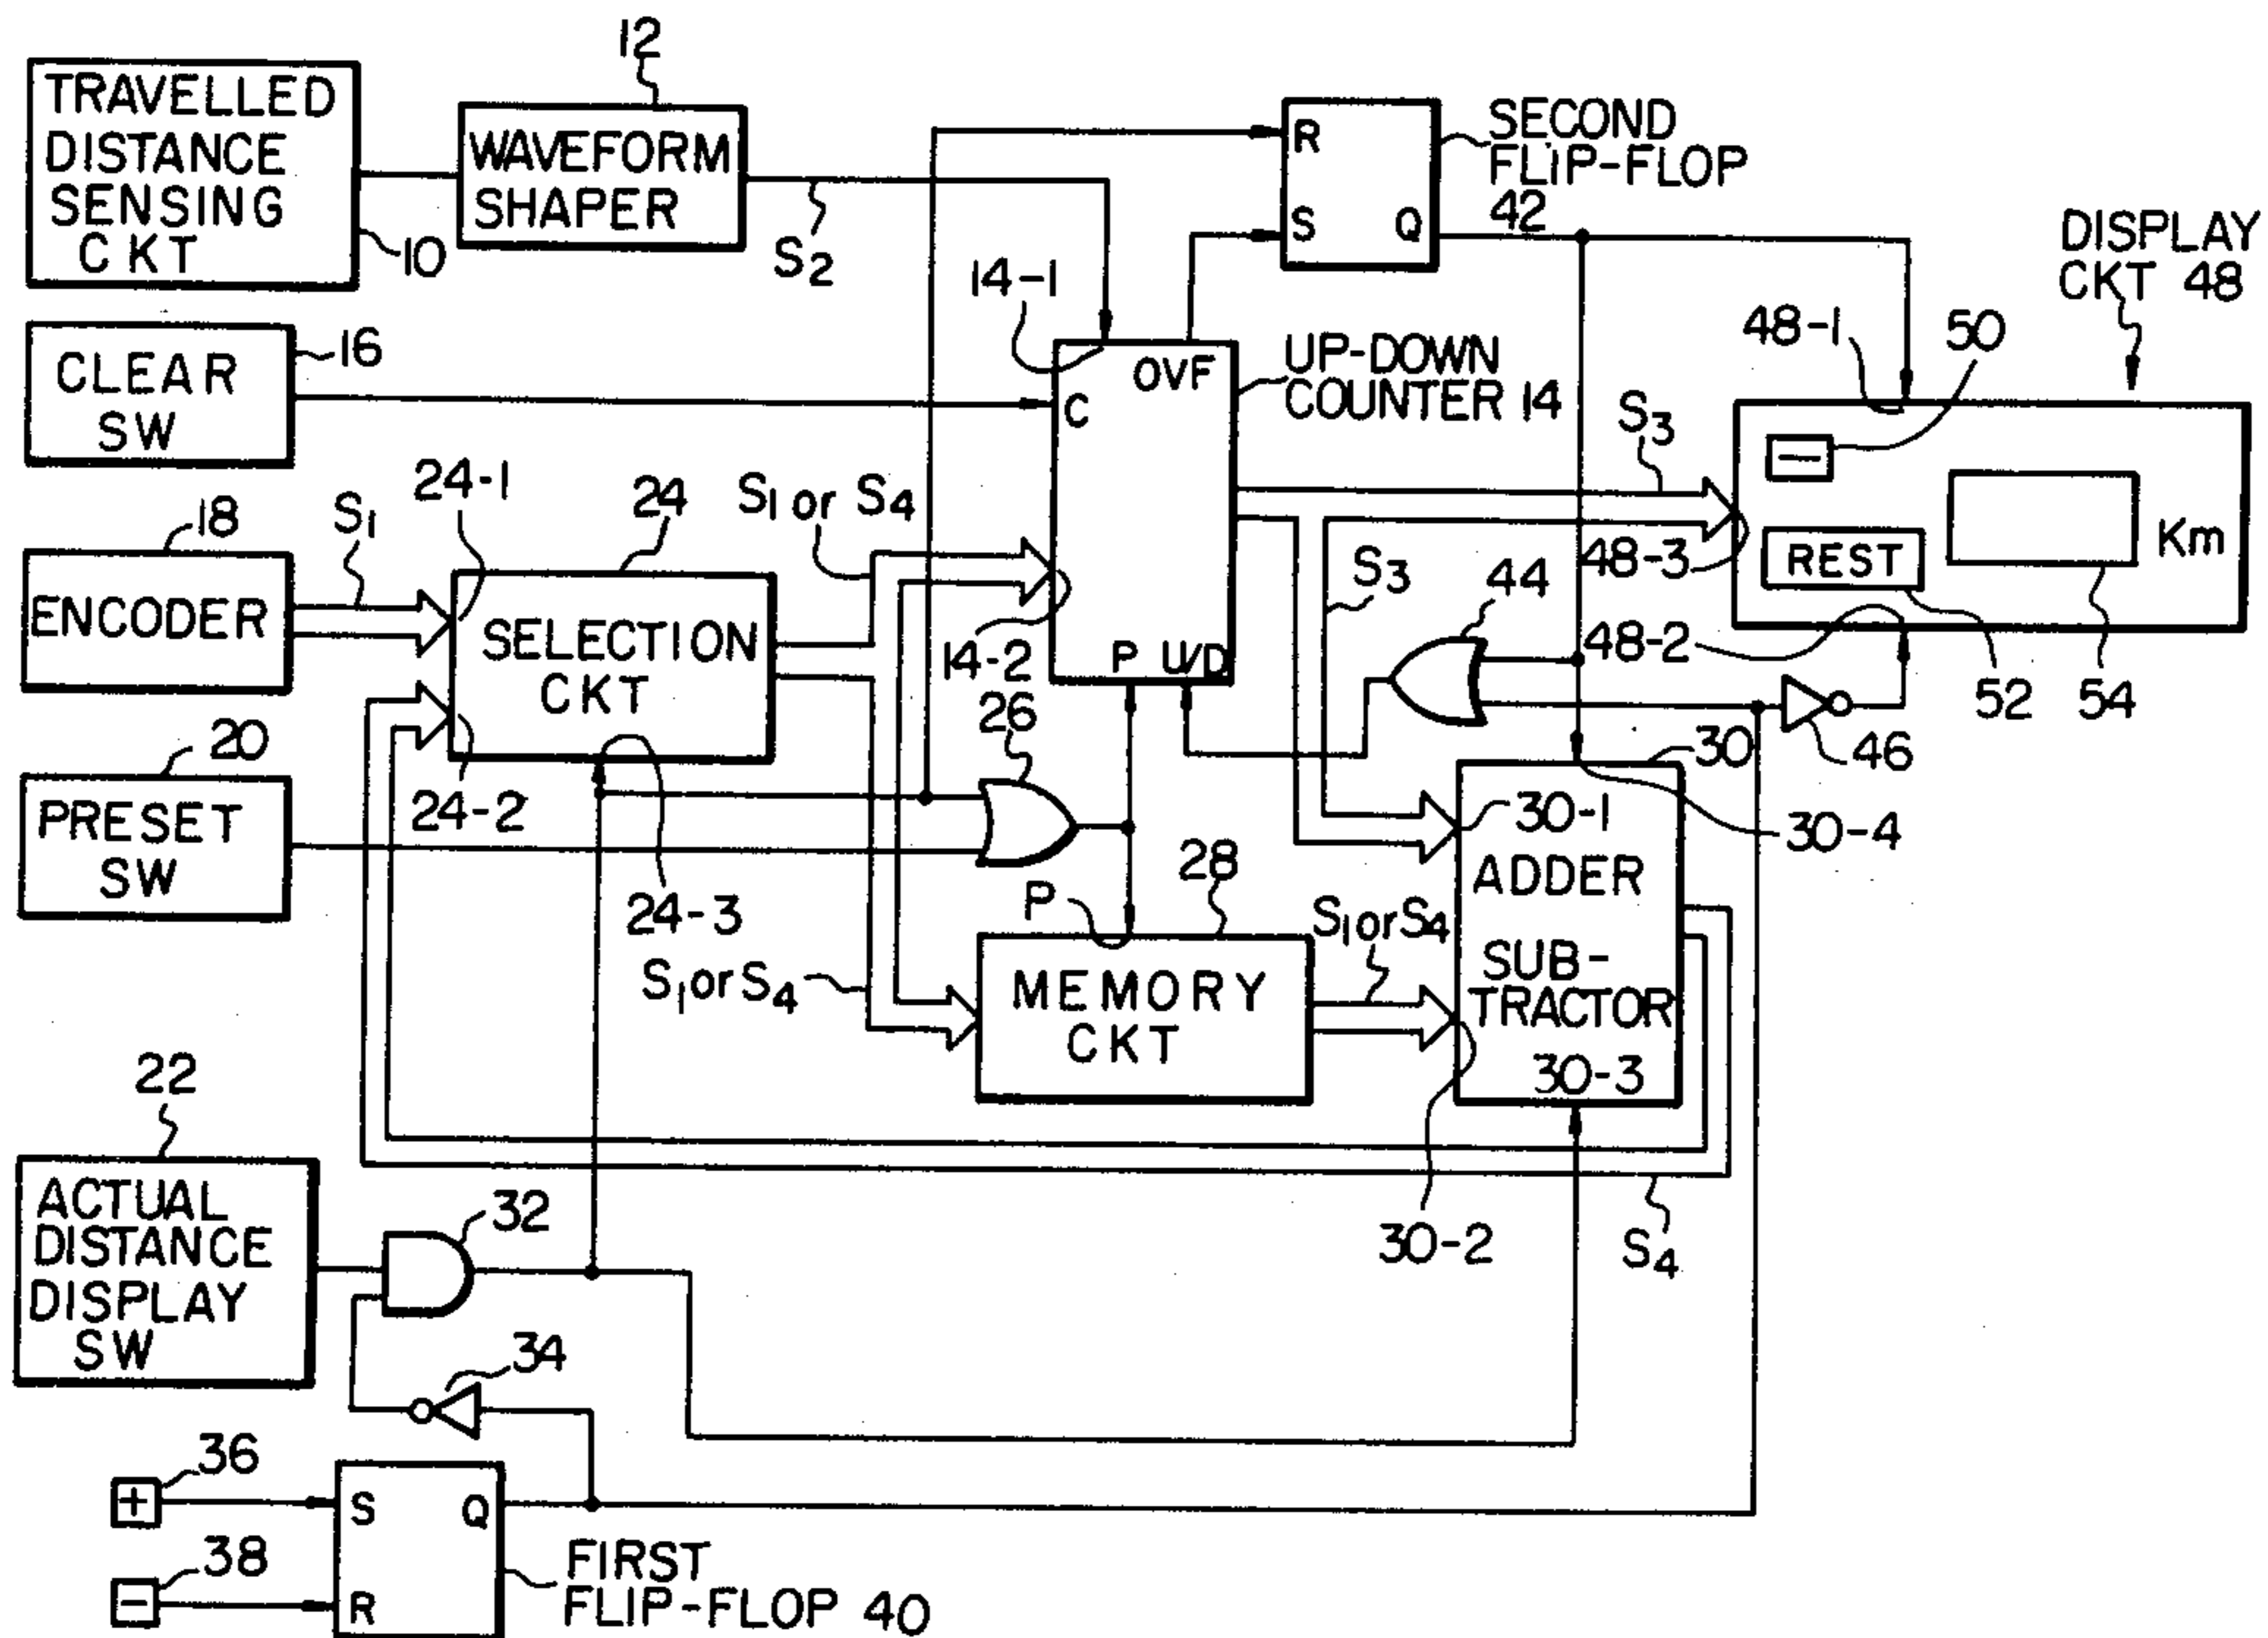 TRAVELLED
DISTANCE
SENSING
CKT
10
12
WAVEFORM
SHAPER
S2
R
S
Q
SECOND
FLIP-FLOP
42
DISPLAY
CKT 48
CLEAR
SW
16
14-1
C
OVF
UP-DOWN
COUNTER 14
14-2
P
U/D
48-1
50
S3
48-3
—
REST
Km
48-2
52
54
ENCODER
18
S1
24-1
24
SELECTION
CKT
24-2
24-3
S1 or S4
S3
44
46
PRESET
SW
20
26
S1 or S4
P
28
MEMORY
CKT
S1 or S4
30
30-1
30-4
ADDER
SUB-
TRACTOR
30-3
30-2
S4
22
ACTUAL
DISTANCE
DISPLAY
SW
32
34
36
+
38
−
S
Q
R
FIRST
FLIP-FLOP 40